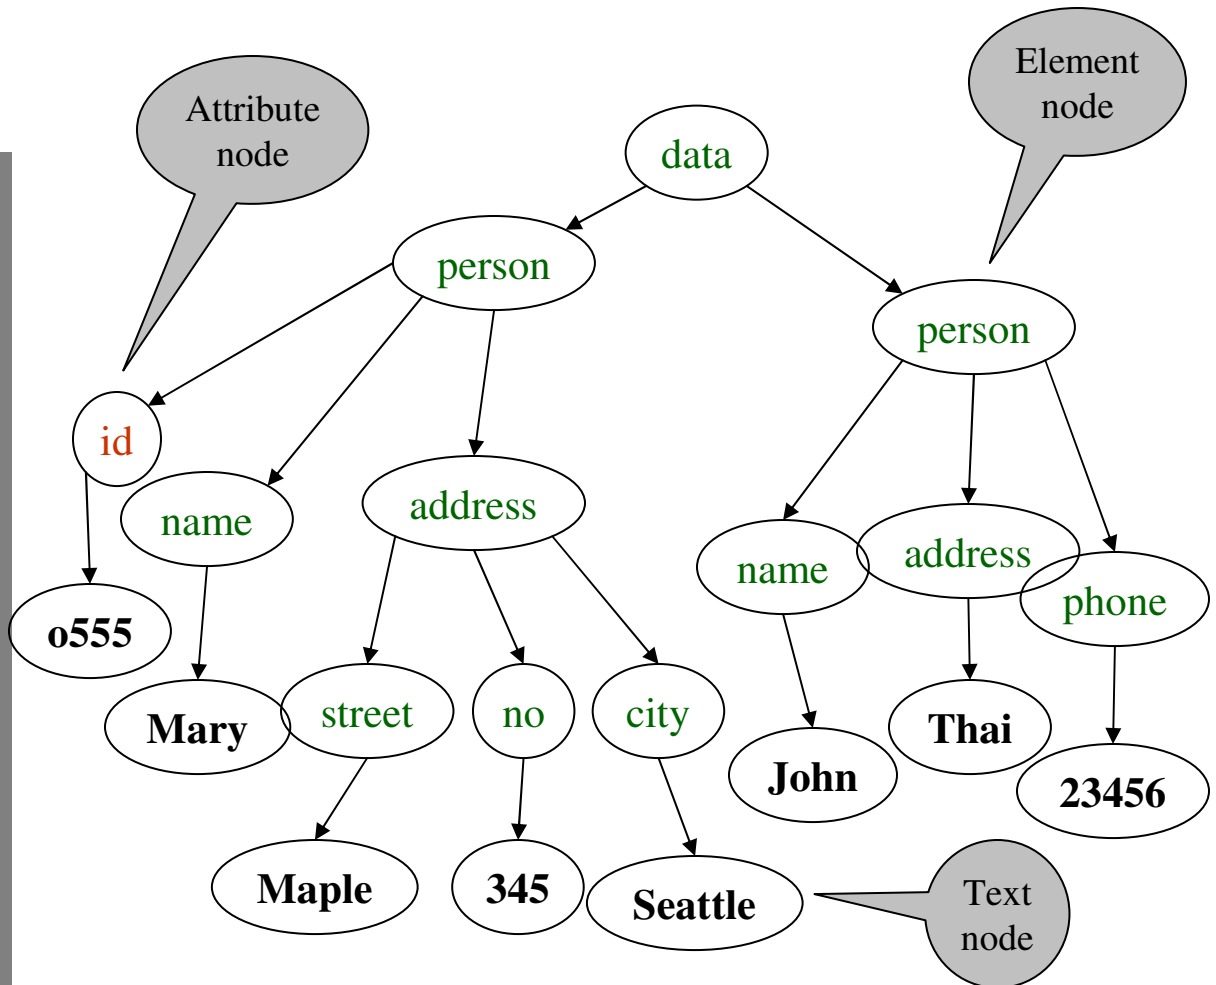 Element
node
Attribute
node
data
person
person
id
name
address
name
address
phone
o555
Mary
street
no
city
John
Thai
23456
Maple
345
Seattle
Text
node